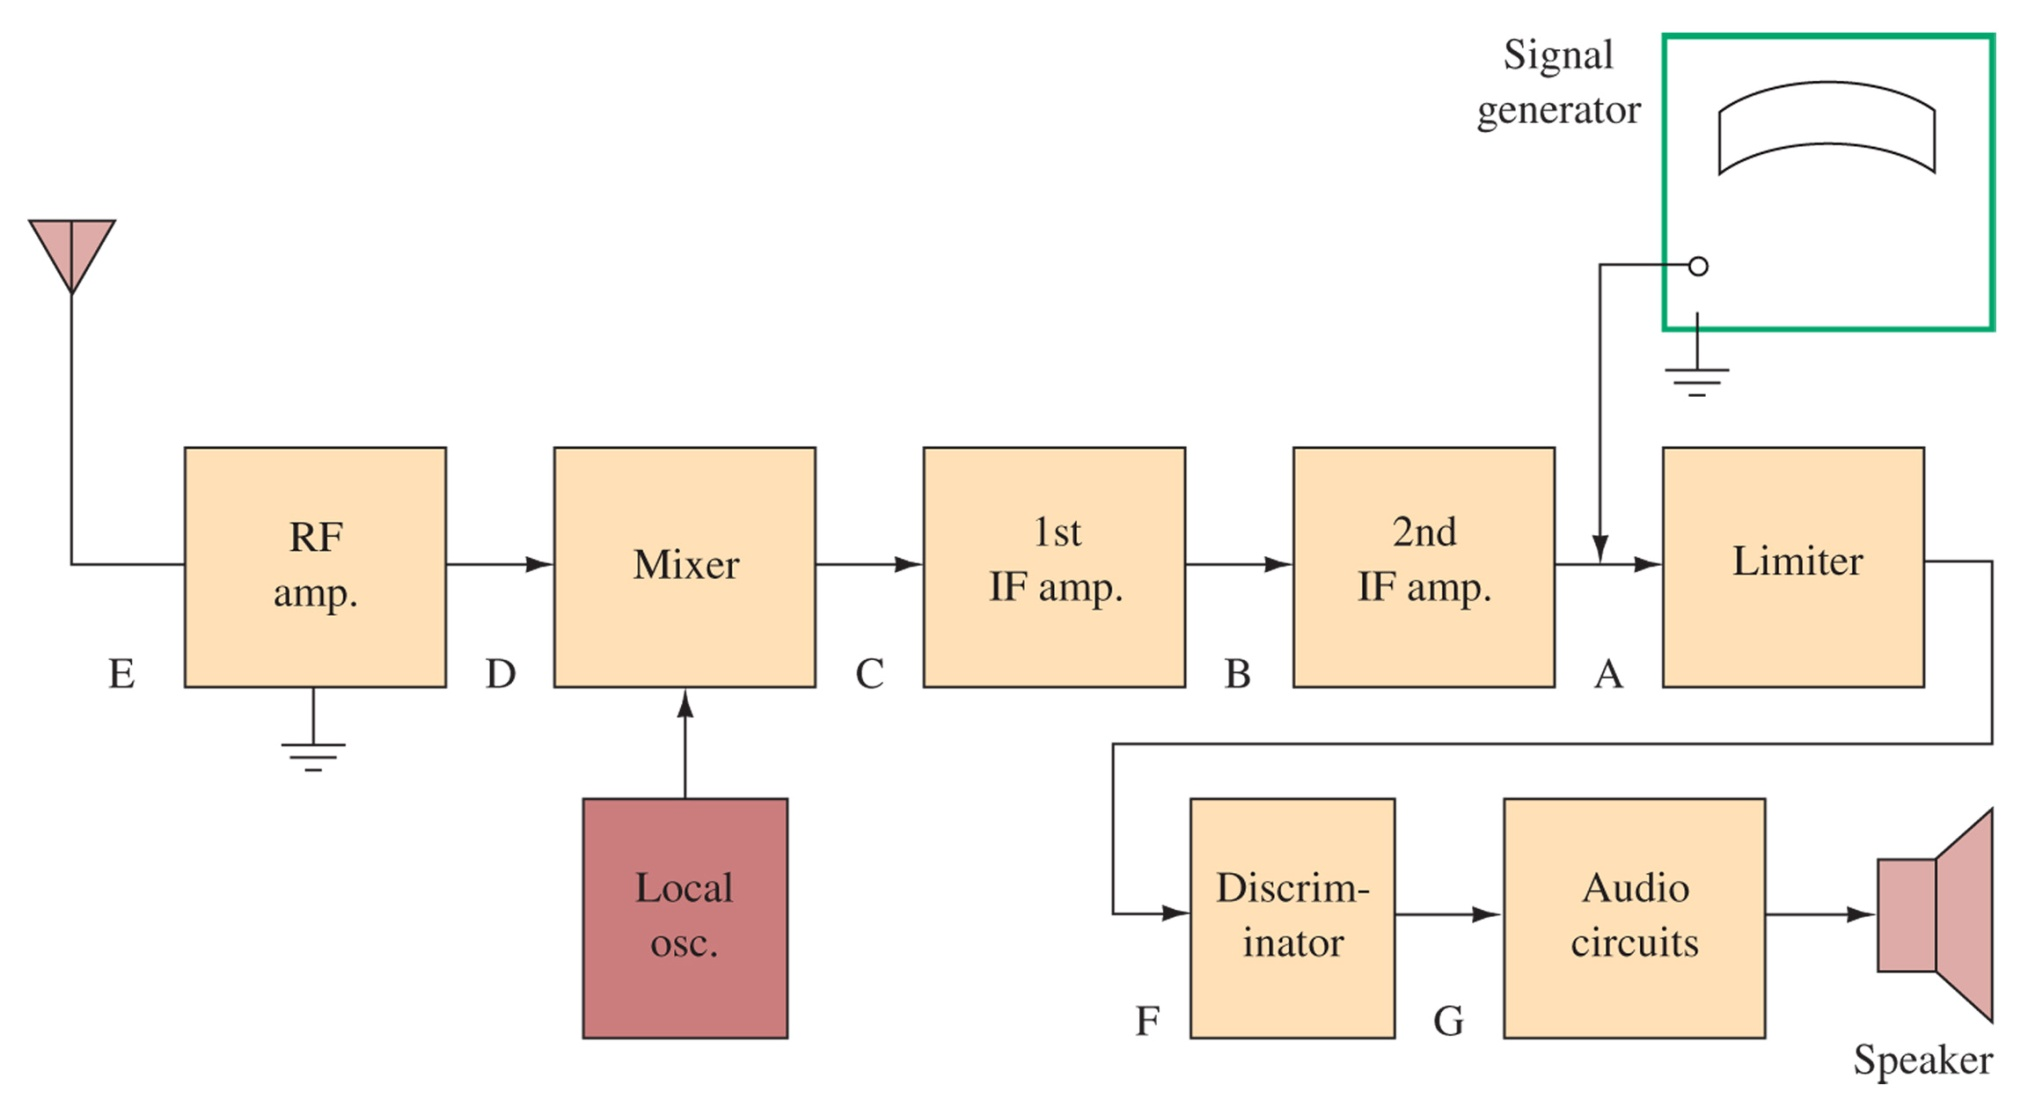 Signal
generator
RF
amp.
Mixer
1st
IF amp.
2nd
IF amp.
Limiter
E
D
C
B
A
Local
osc.
Discrim-
inator
Audio
circuits
F
G
Speaker